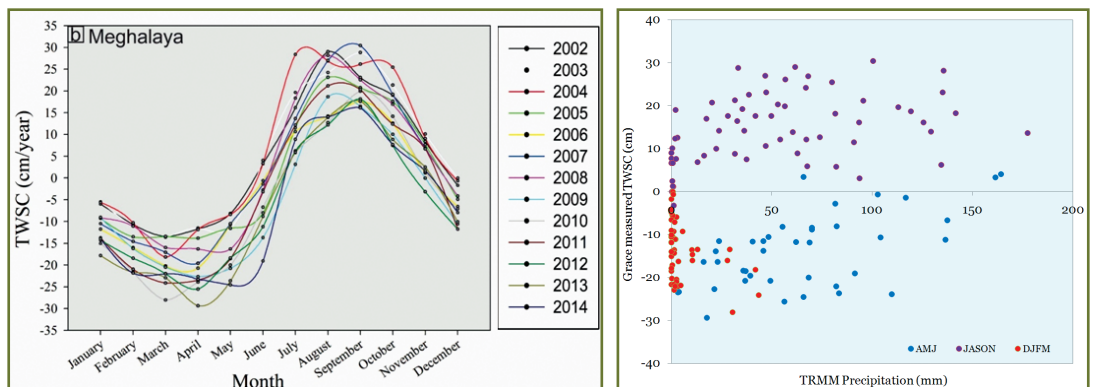 b Meghalaya
TWSC (cm/year)
35
30
25
20
15
10
5
0
-5
-10
-15
-20
-25
-30
-35
January
February
March
April
May
June
July
August
September
October
November
December
Month
2002
2003
2004
2005
2006
2007
2008
2009
2010
2011
2012
2013
2014
Grace measured TWSC (cm)
40
30
20
10
0
-10
-20
-30
-40
0
50
100
150
200
AMJ JASON DJFM
TRMM Precipitation (mm)